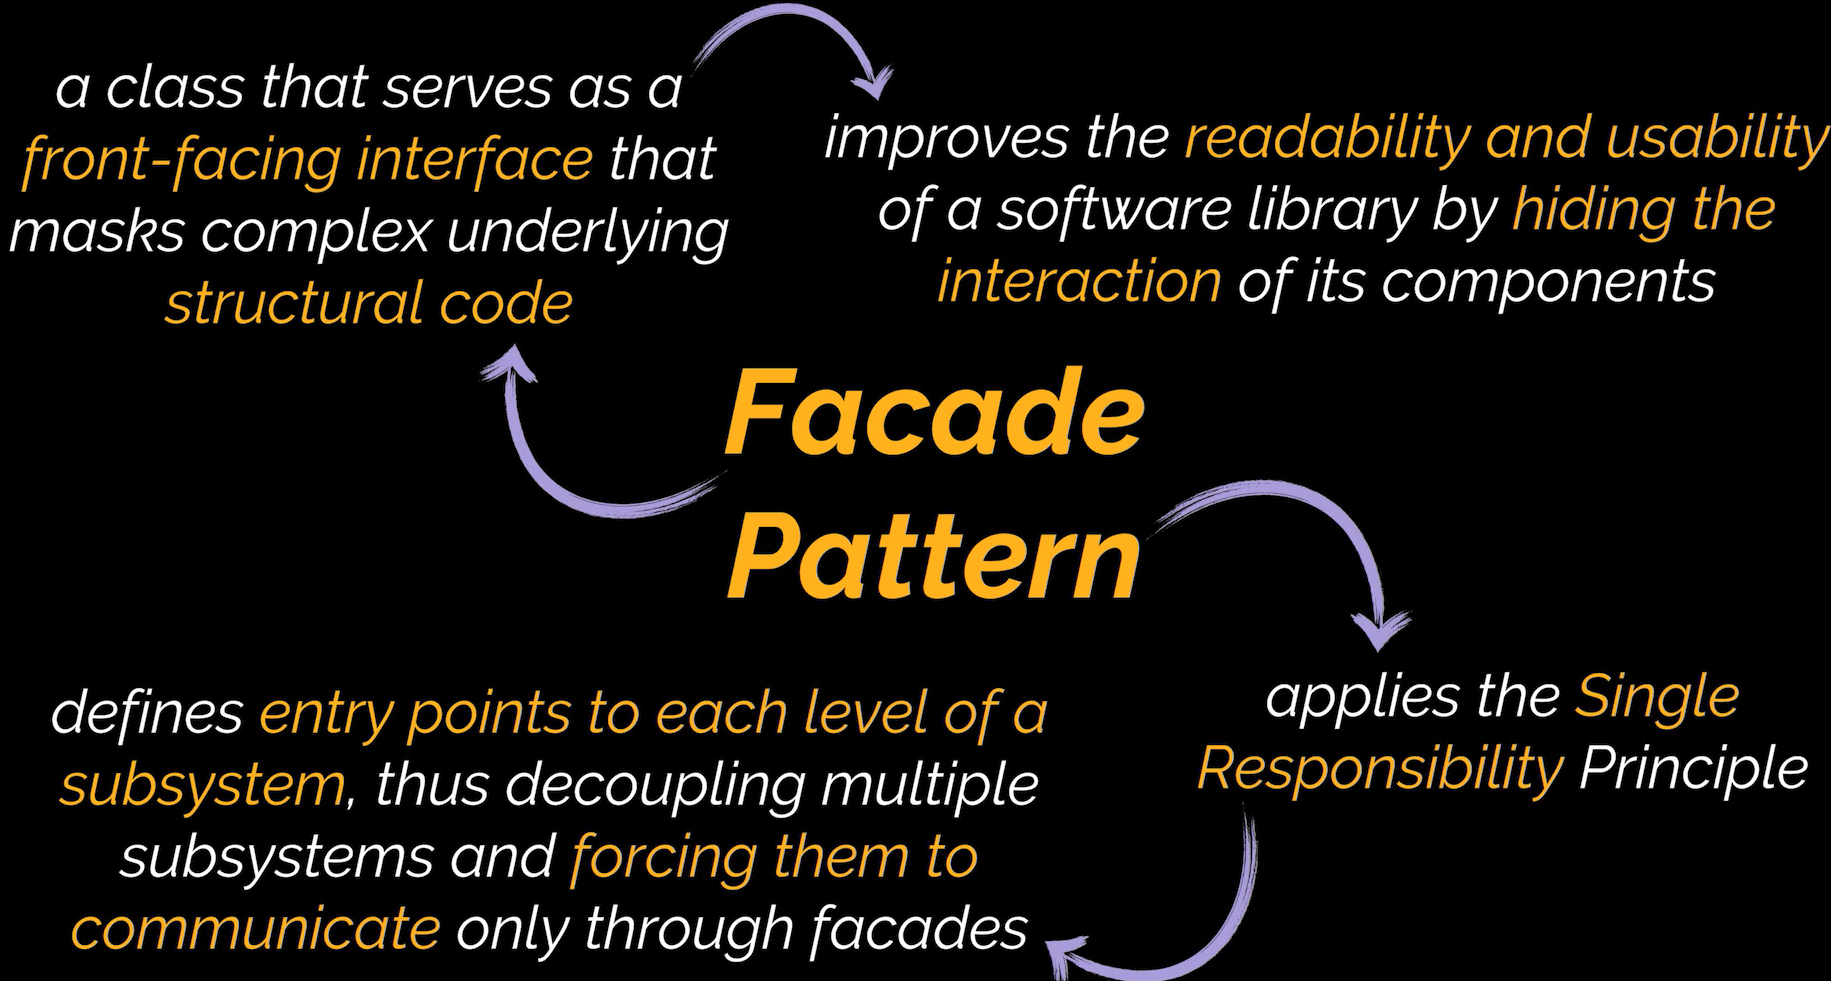 a class that serves as a
front-facing interface that
masks complex underlying
structural code
improves the readability and usability
of a software library by hiding the
interaction of its components
Facade
Pattern
applies the Single
Responsibility Principle
defines entry points to each level of a
subsystem, thus decoupling multiple
subsystems and forcing them to
communicate only through facades